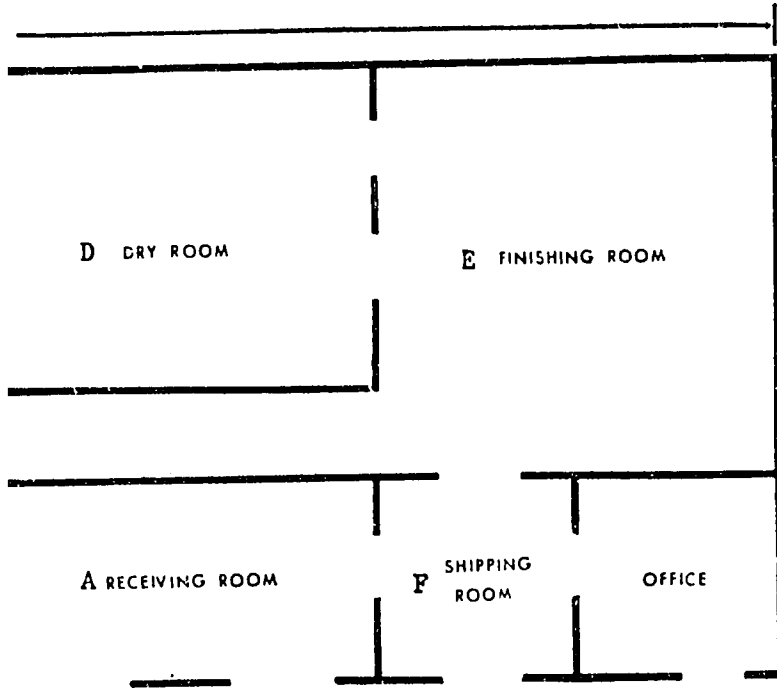 D DRY ROOM
E FINISHING ROOM
A RECEIVING ROOM
F SHIPPING
ROOM
OFFICE